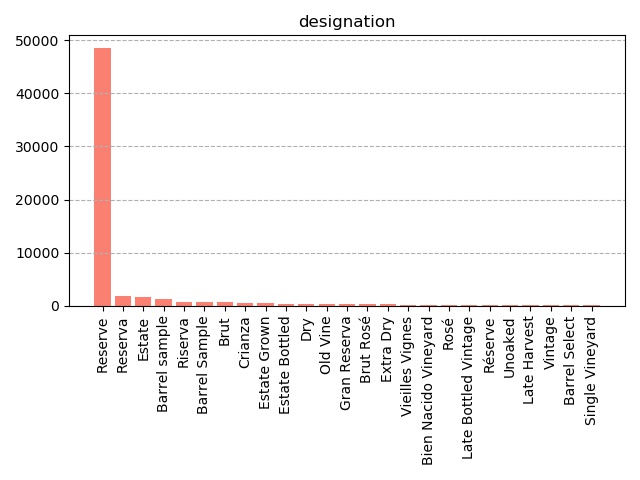 designation
50000
40000
30000
20000
10000
0
Reserve
Reserva
Estate
Barrel sample
Riserva
Barrel Sample
Brut
Crianza
Estate Grown
Estate Bottled
Dry
Old Vine
Gran Reserva
Brut Rosé
Extra Dry
Vieilles Vignes
Bien Nacido Vineyard
Rosé
Late Bottled Vintage
Réserve
Unoaked
Late Harvest
Vintage
Barrel Select
Single Vineyard